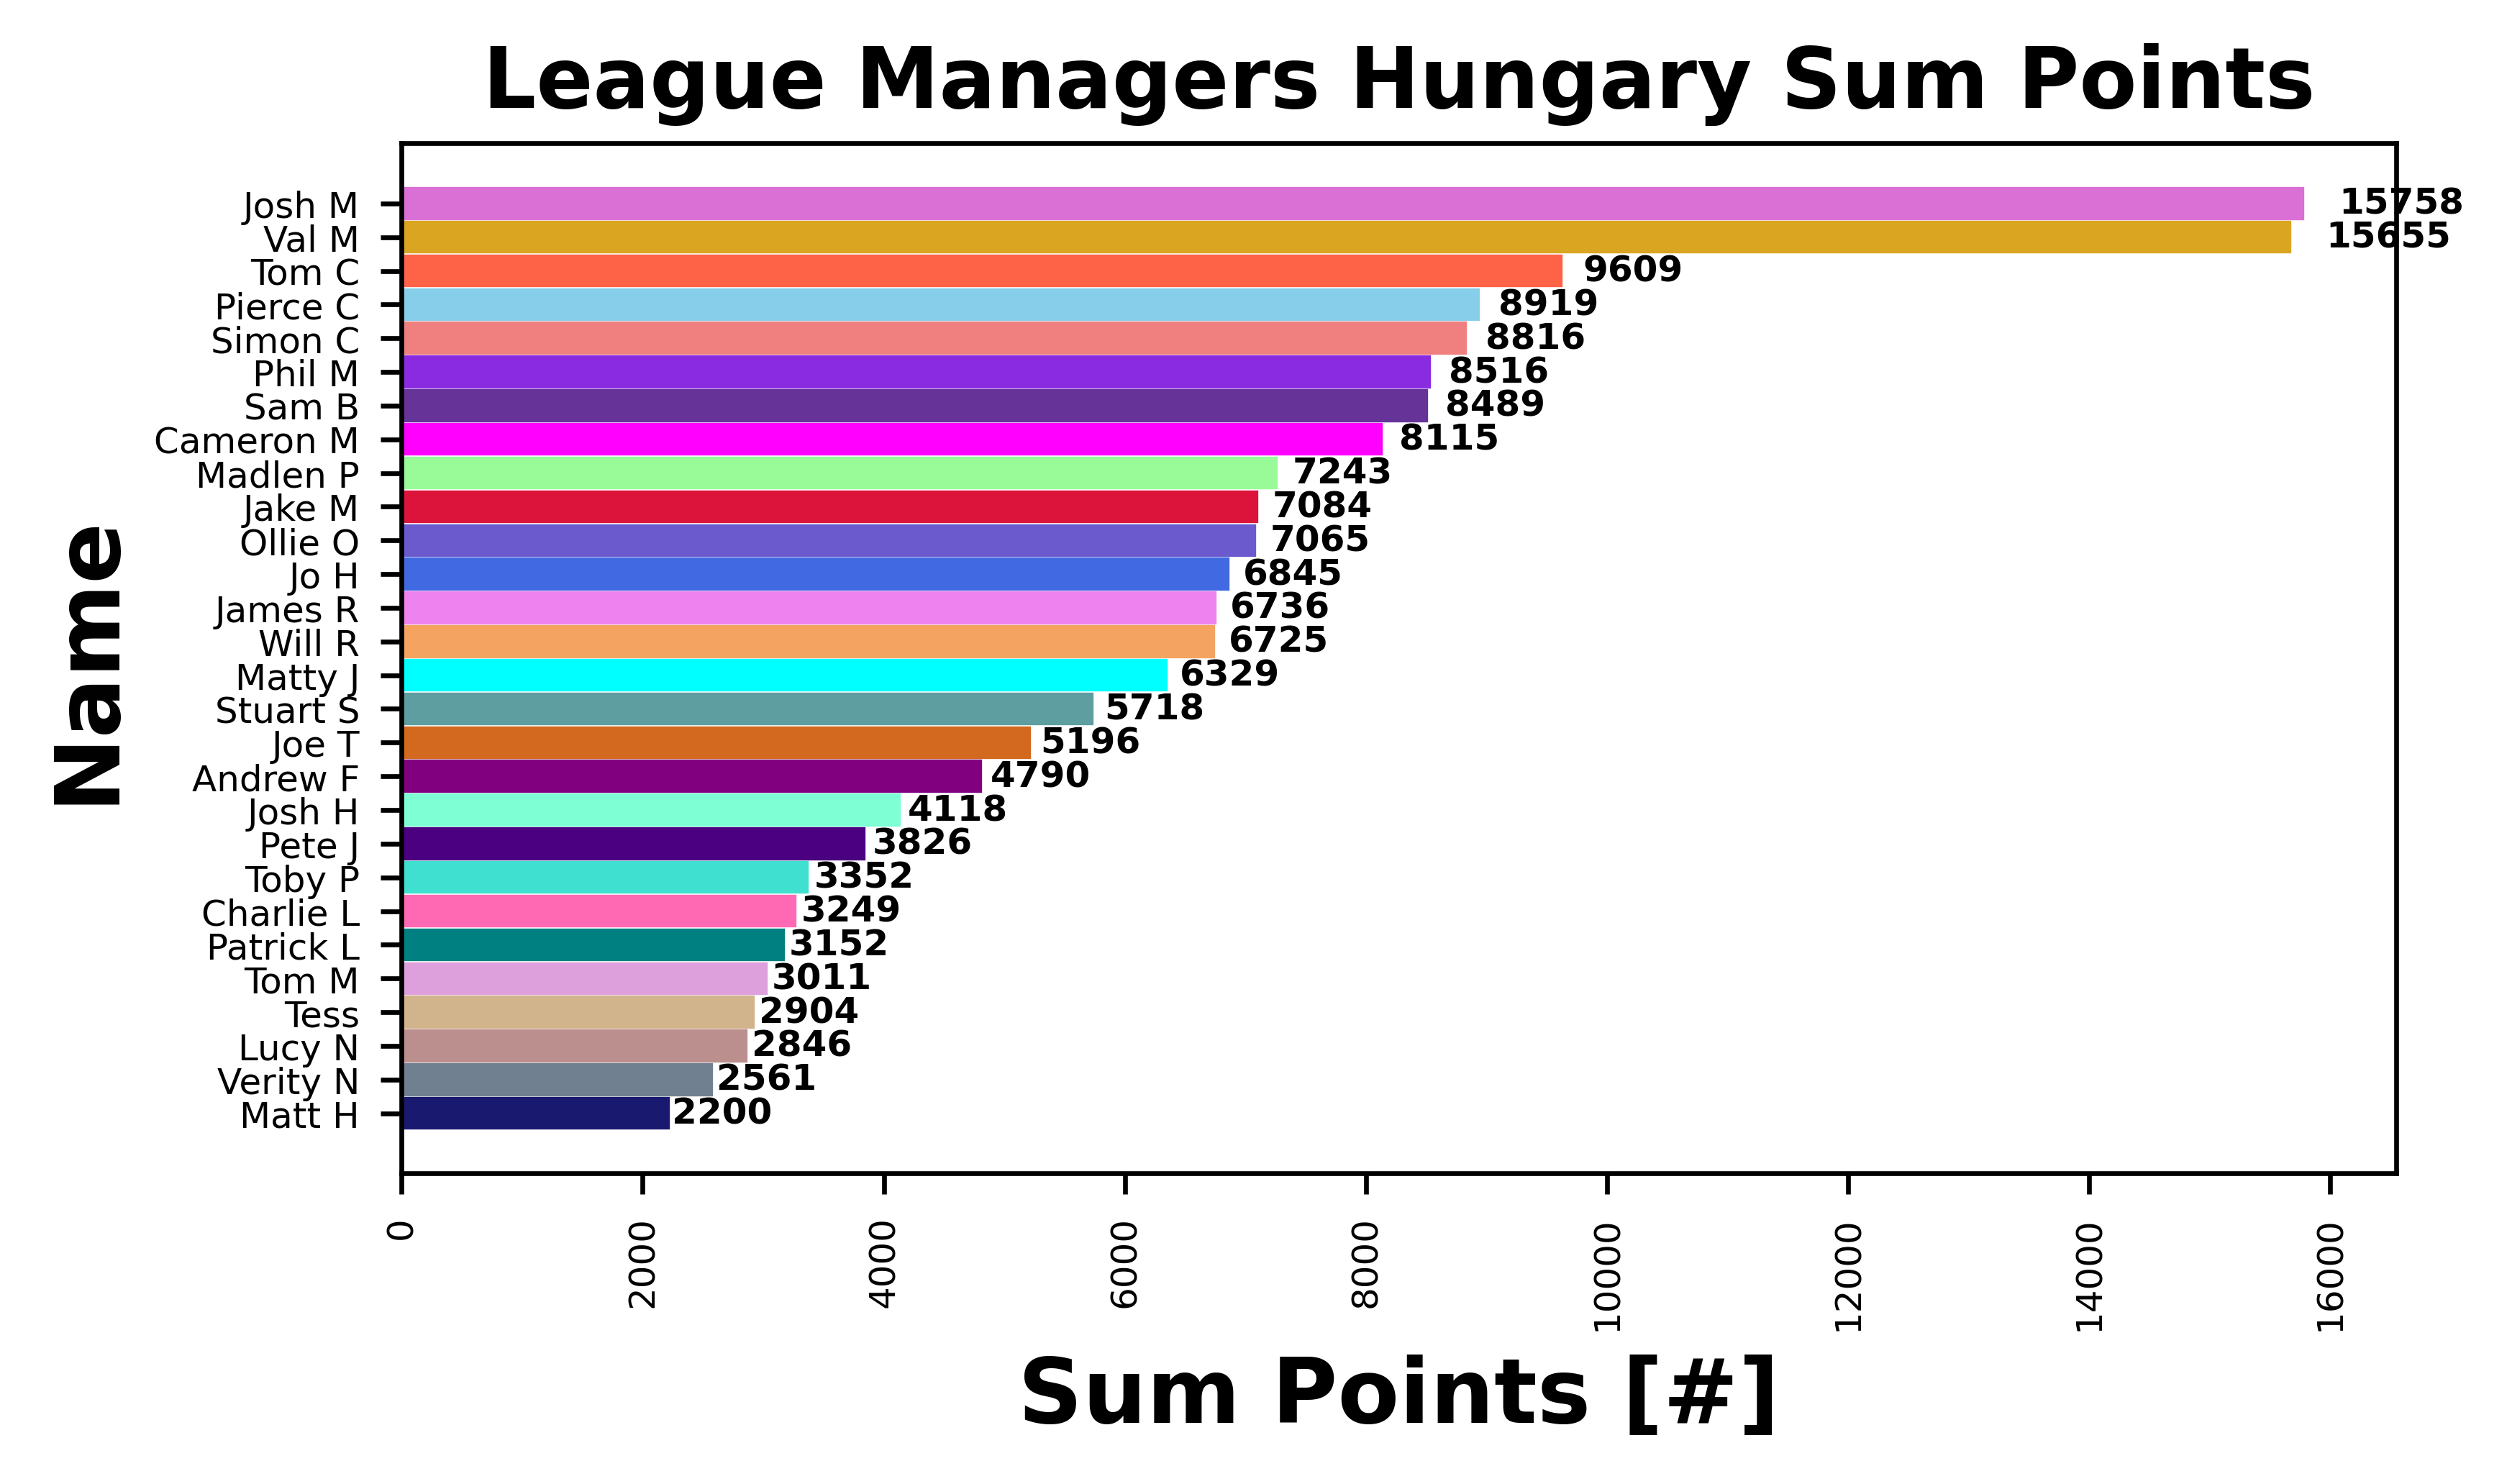 League Managers Hungary Sum Points
Name
Josh M 15758
Val M 15655
Tom C 9609
Pierce C 8919
Simon C 8816
Phil M 8516
Sam B 8489
Cameron M 8115
Madlen P 7243
Jake M 7084
Ollie O 7065
Jo H 6845
James R 6736
Will R 6725
Matty J 6329
Stuart S 5718
Joe T 5196
Andrew F 4790
Josh H 4118
Pete J 3826
Toby P 3352
Charlie L 3249
Patrick L 3152
Tom M 3011
Tess 2904
Lucy N 2846
Verity N 2561
Matt H 2200
0 2000 4000 6000 8000 10000 12000 14000 16000
Sum Points [#]